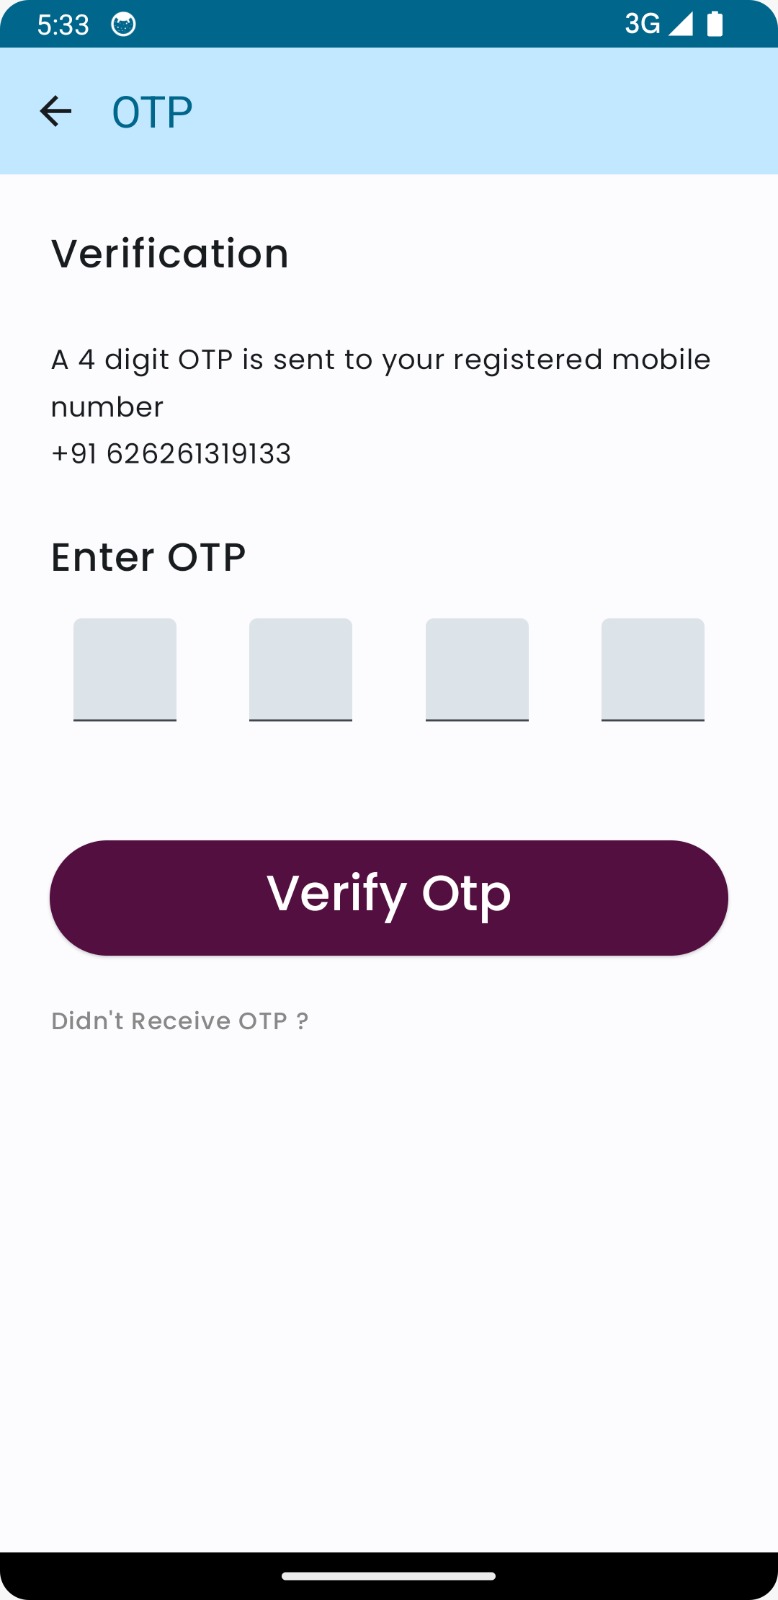 5:33
3G
OTP
Verification
A 4 digit OTP is sent to your registered mobile
number
+91 626261319133
Enter OTP
Verify Otp
Didn't Receive OTP ?